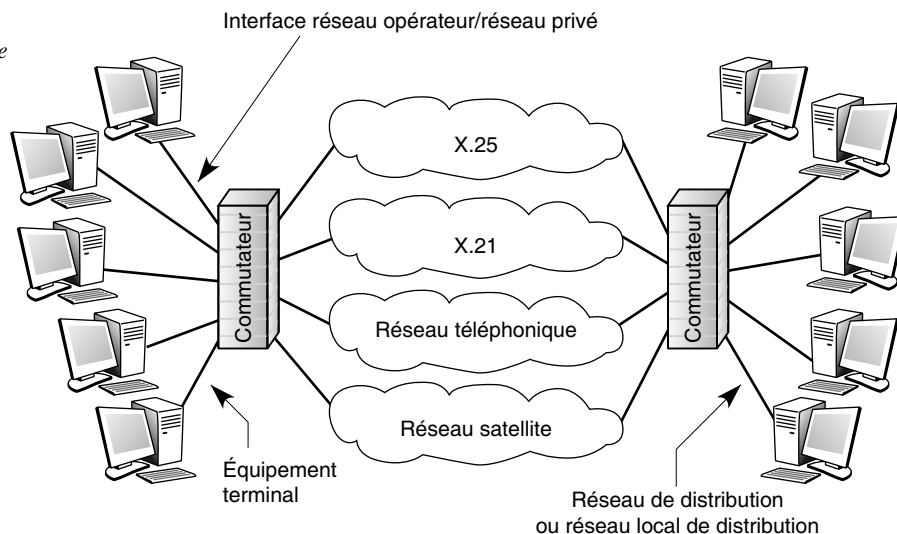 Interface réseau opérateur/réseau privé
e
X.25
X.21
Réseau téléphonique
Réseau satellite
Commutateur
Commutateur
Équipement
terminal
Réseau de distribution
ou réseau local de distribution